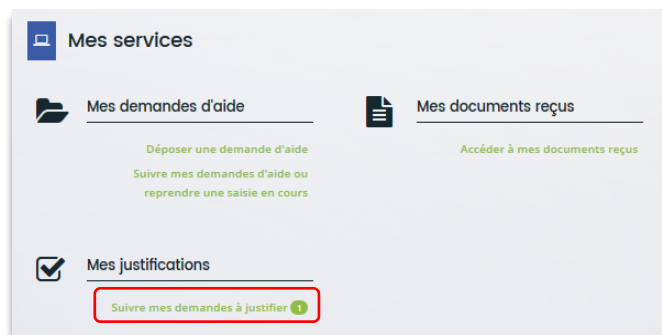 Mes services
Mes demandes d'aide
Déposer une demande d'aide
Suivre mes demandes d'aide ou
reprendre une saisie en cours
Mes documents reçus
Accéder à mes documents reçus
Mes justifications
Suivre mes demandes à justifier 1